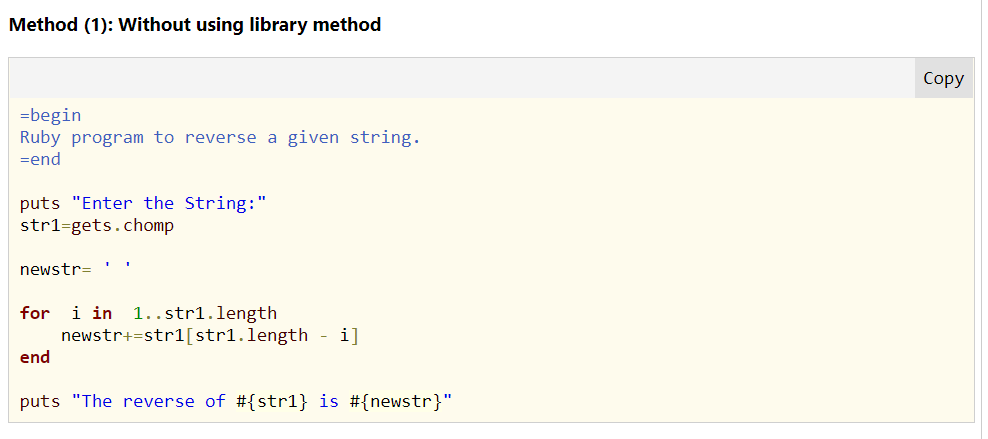 Method (1): Without using library method
Copy
=begin
Ruby program to reverse a given string.
=end
puts "Enter the String:"
str1=gets.chomp
newstr= ' '
for  i in  1..str1.length
    newstr+=str1[str1.length - i]
end
puts "The reverse of #{str1} is #{newstr}"